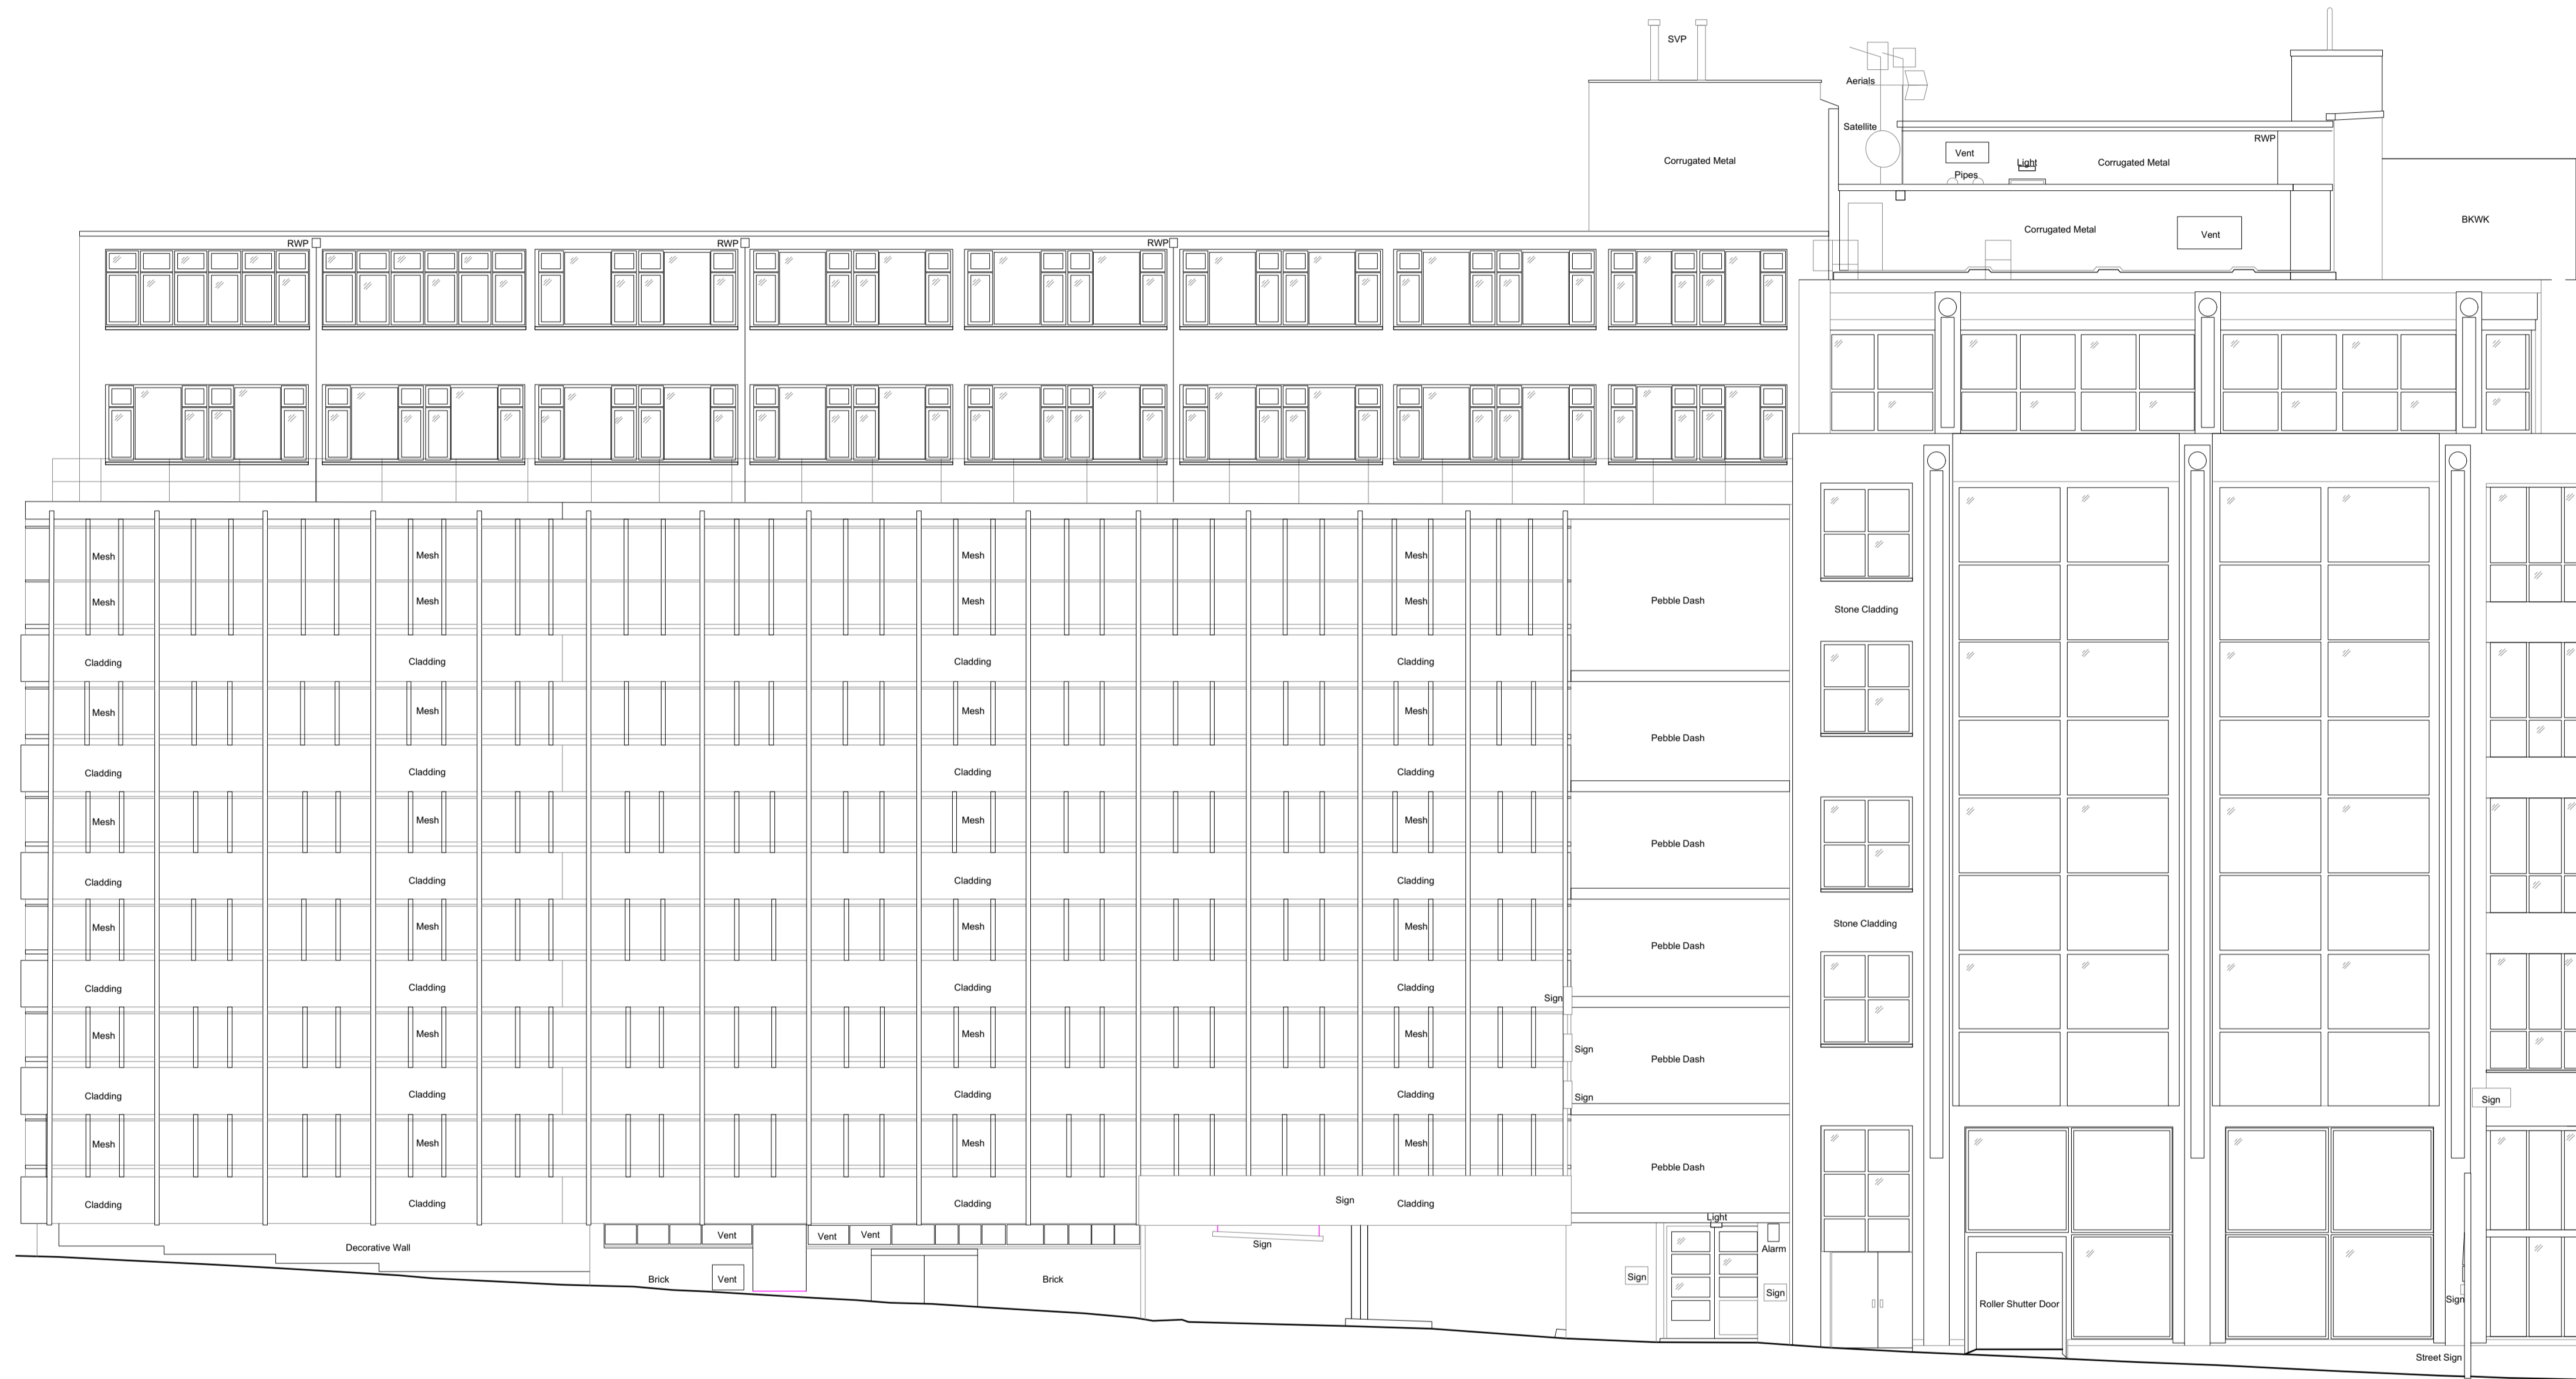 SVP
Aerials
Satellite
RWP
Vent
Light
Corrugated Metal
Corrugated Metal
Pipes
BKWK
Corrugated Metal
Vent
RWP
RWP
RWP
Mesh
Mesh
Mesh
Mesh
Mesh
Mesh
Mesh
Mesh
Pebble Dash
Stone Cladding
Cladding
Cladding
Cladding
Cladding
Mesh
Mesh
Mesh
Mesh
Pebble Dash
Cladding
Cladding
Cladding
Cladding
Mesh
Mesh
Mesh
Mesh
Pebble Dash
Cladding
Cladding
Cladding
Cladding
Stone Cladding
Mesh
Mesh
Mesh
Mesh
Pebble Dash
Cladding
Cladding
Cladding
Cladding
Sign
Mesh
Mesh
Mesh
Mesh
Sign
Pebble Dash
Cladding
Cladding
Cladding
Cladding
Sign
Sign
Mesh
Mesh
Mesh
Mesh
Pebble Dash
Cladding
Cladding
Cladding
Sign
Cladding
Light
Vent
Vent
Vent
Decorative Wall
Sign
Alarm
Brick
Vent
Brick
Sign
Sign
Roller Shutter Door
Sign
Street Sign